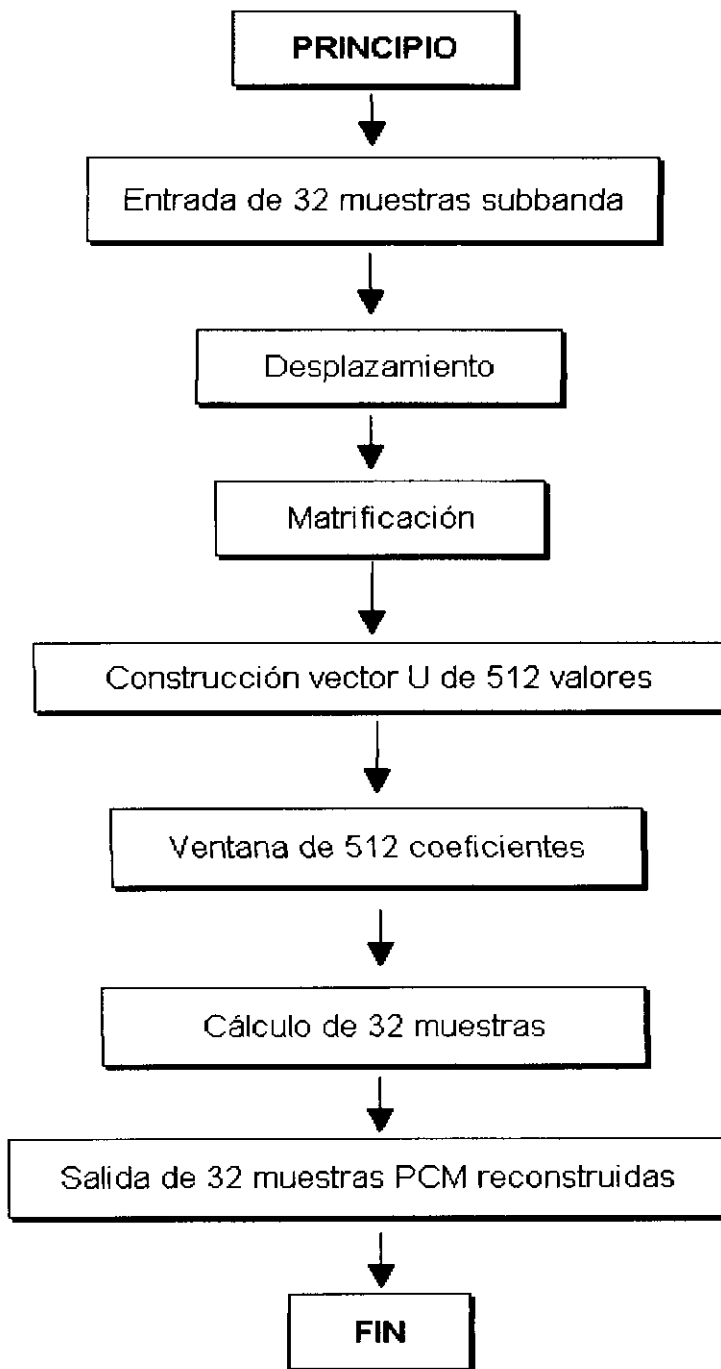 PRINCIPIO
Entrada de 32 muestras subbanda
Desplazamiento
Matrificación
Construcción vector U de 512 valores
Ventana de 512 coeficientes
Cálculo de 32 muestras
Salida de 32 muestras PCM reconstruidas
FIN